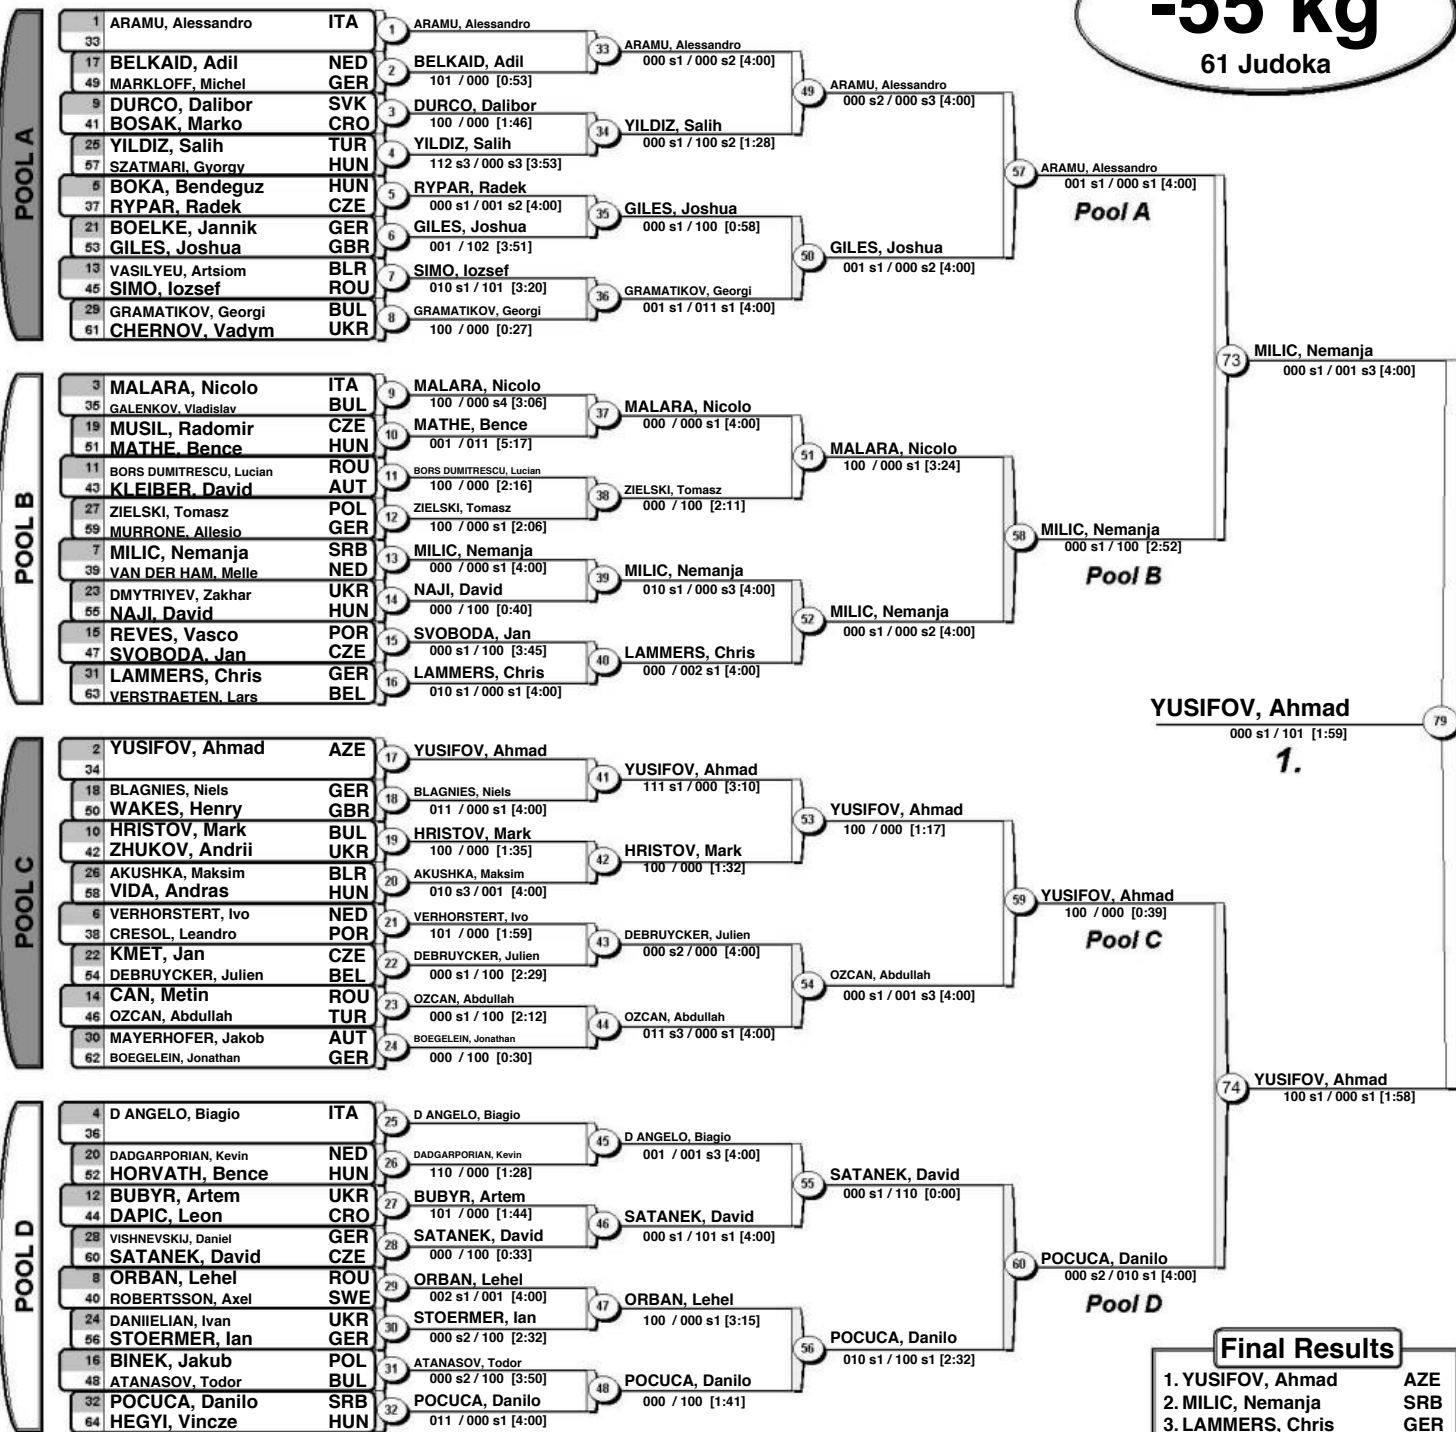 -55 kg
61 Judoka
POOL A
1 ARAMU, Alessandro ITA
33
17 BELKAID, Adil NED
49 MARKLOFF, Michel GER
9 DURCO, Dalibor SVK
41 BOSAK, Marko CRO
25 YILDIZ, Salih TUR
57 SZATMARI, Gyorgy HUN
5 BOKA, Bendeguz HUN
37 RYPAR, Radek CZE
21 BOELKE, Jannik GER
53 GILES, Joshua GBR
13 VASILYEU, Artsiom BLR
45 SIMO, Iozsef ROU
29 GRAMATIKOV, Georgi BUL
61 CHERNOV, Vadym UKR
1 ARAMU, Alessandro
2 BELKAID, Adil
101 / 000 [0:53]
3 DURCO, Dalibor
100 / 000 [1:46]
4 YILDIZ, Salih
112 s3 / 000 s3 [3:53]
5 RYPAR, Radek
000 s1 / 001 s2 [4:00]
6 GILES, Joshua
001 / 102 [3:51]
7 SIMO, Iozsef
010 s1 / 101 [3:20]
8 GRAMATIKOV, Georgi
100 / 000 [0:27]
33 ARAMU, Alessandro
000 s1 / 000 s2 [4:00]
34 YILDIZ, Salih
000 s1 / 100 s2 [1:28]
35 GILES, Joshua
000 s1 / 100 [0:58]
36 GRAMATIKOV, Georgi
001 s1 / 011 s1 [4:00]
49 ARAMU, Alessandro
000 s2 / 000 s3 [4:00]
50 GILES, Joshua
001 s1 / 000 s2 [4:00]
57 ARAMU, Alessandro
001 s1 / 000 s1 [4:00]
Pool A
POOL B
3 MALARA, Nicolo ITA
35 GALENKOV, Vladislav BUL
19 MUSIL, Radomir CZE
51 MATHE, Bence HUN
11 BORS DUMITRESCU, Lucian ROU
43 KLEIBER, David AUT
27 ZIELSKI, Tomasz POL
59 MURRONE, Allesio GER
7 MILIC, Nemanja SRB
39 VAN DER HAM, Melle NED
23 DMYTRIYEV, Zakhar UKR
55 NAJI, David HUN
15 REVES, Vasco POR
47 SVOBODA, Jan CZE
31 LAMMERS, Chris GER
63 VERSTRAETEN, Lars BEL
9 MALARA, Nicolo
100 / 000 s4 [3:06]
10 MATHE, Bence
001 / 011 [5:17]
11 BORS DUMITRESCU, Lucian
100 / 000 [2:16]
12 ZIELSKI, Tomasz
100 / 000 s1 [2:06]
13 MILIC, Nemanja
000 / 000 s1 [4:00]
14 NAJI, David
000 / 100 [0:40]
15 SVOBODA, Jan
000 s1 / 100 [3:45]
16 LAMMERS, Chris
010 s1 / 000 s1 [4:00]
37 MALARA, Nicolo
000 / 000 s1 [4:00]
38 ZIELSKI, Tomasz
000 / 100 [2:11]
39 MILIC, Nemanja
010 s1 / 000 s3 [4:00]
40 LAMMERS, Chris
000 / 002 s1 [4:00]
51 MALARA, Nicolo
100 / 000 s1 [3:24]
52 MILIC, Nemanja
000 s1 / 000 s2 [4:00]
58 MILIC, Nemanja
000 s1 / 100 [2:52]
Pool B
73 MILIC, Nemanja
000 s1 / 001 s3 [4:00]
YUSIFOV, Ahmad 79
000 s1 / 101 [1:59]
1.
POOL C
2 YUSIFOV, Ahmad AZE
34
18 BLAGNIES, Niels GER
50 WAKES, Henry GBR
10 HRISTOV, Mark BUL
42 ZHUKOV, Andrii UKR
26 AKUSHKA, Maksim BLR
58 VIDA, Andras HUN
6 VERHORSTERT, Ivo NED
38 CRESOL, Leandro POR
22 KMET, Jan CZE
54 DEBRUYCKER, Julien BEL
14 CAN, Metin ROU
46 OZCAN, Abdullah TUR
30 MAYERHOFER, Jakob AUT
62 BOEGELEIN, Jonathan GER
17 YUSIFOV, Ahmad
18 BLAGNIES, Niels
011 / 000 s1 [4:00]
19 HRISTOV, Mark
100 / 000 [1:35]
20 AKUSHKA, Maksim
010 s3 / 001 [4:00]
21 VERHORSTERT, Ivo
101 / 000 [1:59]
22 DEBRUYCKER, Julien
000 s1 / 100 [2:29]
23 OZCAN, Abdullah
000 s1 / 100 [2:12]
24 BOEGELEIN, Jonathan
000 / 100 [0:30]
41 YUSIFOV, Ahmad
111 s1 / 000 [3:10]
42 HRISTOV, Mark
100 / 000 [1:32]
43 DEBRUYCKER, Julien
000 s2 / 000 [4:00]
44 OZCAN, Abdullah
011 s3 / 000 s1 [4:00]
53 YUSIFOV, Ahmad
100 / 000 [1:17]
54 OZCAN, Abdullah
000 s1 / 001 s3 [4:00]
59 YUSIFOV, Ahmad
100 / 000 [0:39]
Pool C
74 YUSIFOV, Ahmad
100 s1 / 000 s1 [1:58]
POOL D
4 D ANGELO, Biagio ITA
36
20 DADGARPORIAN, Kevin NED
52 HORVATH, Bence HUN
12 BUBYR, Artem UKR
44 DAPIC, Leon CRO
28 VISHNEVSKIJ, Daniel GER
60 SATANEK, David CZE
8 ORBAN, Lehel ROU
40 ROBERTSSON, Axel SWE
24 DANIIELIAN, Ivan UKR
56 STOERMER, Ian GER
16 BINEK, Jakub POL
48 ATANASOV, Todor BUL
32 POCUCA, Danilo SRB
64 HEGYI, Vincze HUN
25 D ANGELO, Biagio
26 DADGARPORIAN, Kevin
110 / 000 [1:28]
27 BUBYR, Artem
101 / 000 [1:44]
28 SATANEK, David
000 / 100 [0:33]
29 ORBAN, Lehel
002 s1 / 001 [4:00]
30 STOERMER, Ian
000 s2 / 100 [2:32]
31 ATANASOV, Todor
000 s2 / 100 [3:50]
32 POCUCA, Danilo
011 / 000 s1 [4:00]
45 D ANGELO, Biagio
001 / 001 s3 [4:00]
46 SATANEK, David
000 s1 / 101 s1 [4:00]
47 ORBAN, Lehel
100 / 000 s1 [3:15]
48 POCUCA, Danilo
000 / 100 [1:41]
55 SATANEK, David
000 s1 / 110 [0:00]
56 POCUCA, Danilo
010 s1 / 100 s1 [2:32]
60 POCUCA, Danilo
000 s2 / 010 s1 [4:00]
Pool D
Final Results
1. YUSIFOV, Ahmad AZE
2. MILIC, Nemanja SRB
3. LAMMERS, Chris GER